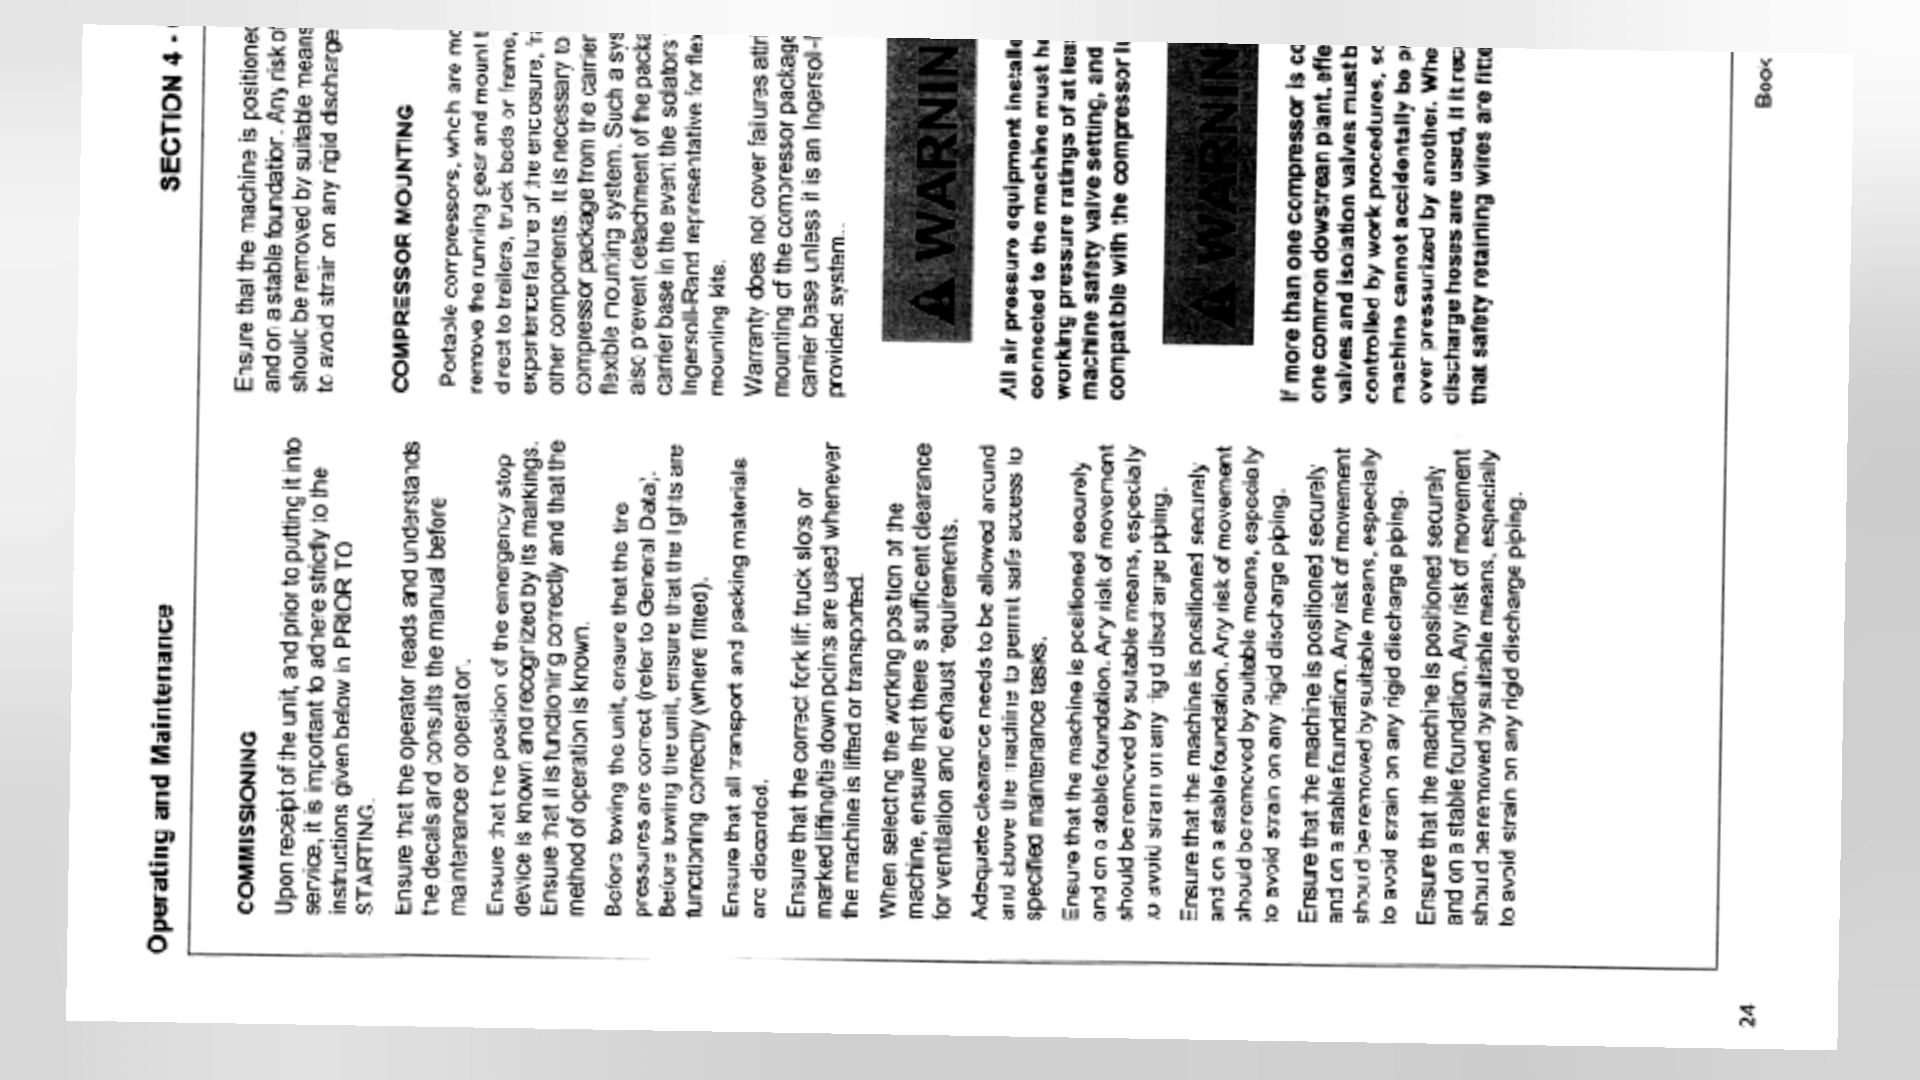 Operating and Maintenance
SECTION 4 -
COMMISSIONING
Upon receipt of the unit, and prior to putting it into
service, it is important to adhere strictly to the
instructions given below in PRIOR TO
STARTING.
Ensure that the operator reads and understands
the decals and consults the manual before
maintenance or operation.
Ensure that the position of the emergency stop
device is known and recognized by its markings.
Ensure that it is functioning correctly and that the
method of operation is known.
Before towing the unit, ensure that the tire
pressures are correct (refer to General Data).
Before towing the unit, ensure that the lights are
functioning correctly (where fitted).
Ensure that all transport and packing materials
are discarded.
Ensure that the correct fork lift truck slots or
marked lifting/tie down points are used whenever
the machine is lifted or transported.
When selecting the working position of the
machine, ensure that there is sufficient clearance
for ventilation and exhaust requirements.
Adequate clearance needs to be allowed around
and above the machine to permit safe access to
specified maintenance tasks.
Ensure that the machine is positioned securely
and on a stable foundation. Any risk of movement
should be removed by suitable means, especially
to avoid strain on any rigid discharge piping.
Ensure that the machine is positioned securely
and on a stable foundation. Any risk of movement
should be removed by suitable means, especially
to avoid strain on any rigid discharge piping.
Ensure that the machine is positioned securely
and on a stable foundation. Any risk of movement
should be removed by suitable means, especially
to avoid strain on any rigid discharge piping.
Ensure that the machine is positioned securely
and on a stable foundation. Any risk of movement
should be removed by suitable means, especially
to avoid strain on any rigid discharge piping.
Ensure that the machine is positioned
and on a stable foundation. Any risk of
should be removed by suitable means
to avoid strain on any rigid discharge
COMPRESSOR MOUNTING
Portable compressors, which are
remove the running gear and mount
direct to trailers, truck beds or frame,
experience failure of the enclosure,
other components. It is necessary to
compressor package from the carrier
flexible mounting system. Such a
also prevent detachment of the
carrier base in the event the isolators
Ingersoll-Rand representative for
mounting kits.
Warranty does not cover failures
mounting of the compressor package
carrier base unless it is an Ingersoll-
provided system..
WARNIN
All air pressure equipment
connected to the machine must
working pressure ratings of at
machine safety valve setting, and
compatible with the compressor
WARNIN
If more than one compressor is
one common downstream plant,
valves and isolation valves must
controlled by work procedures,
machine cannot accidentally be
over pressurized by another.
discharge hoses are used, it
that safety retaining wires are
24
Book